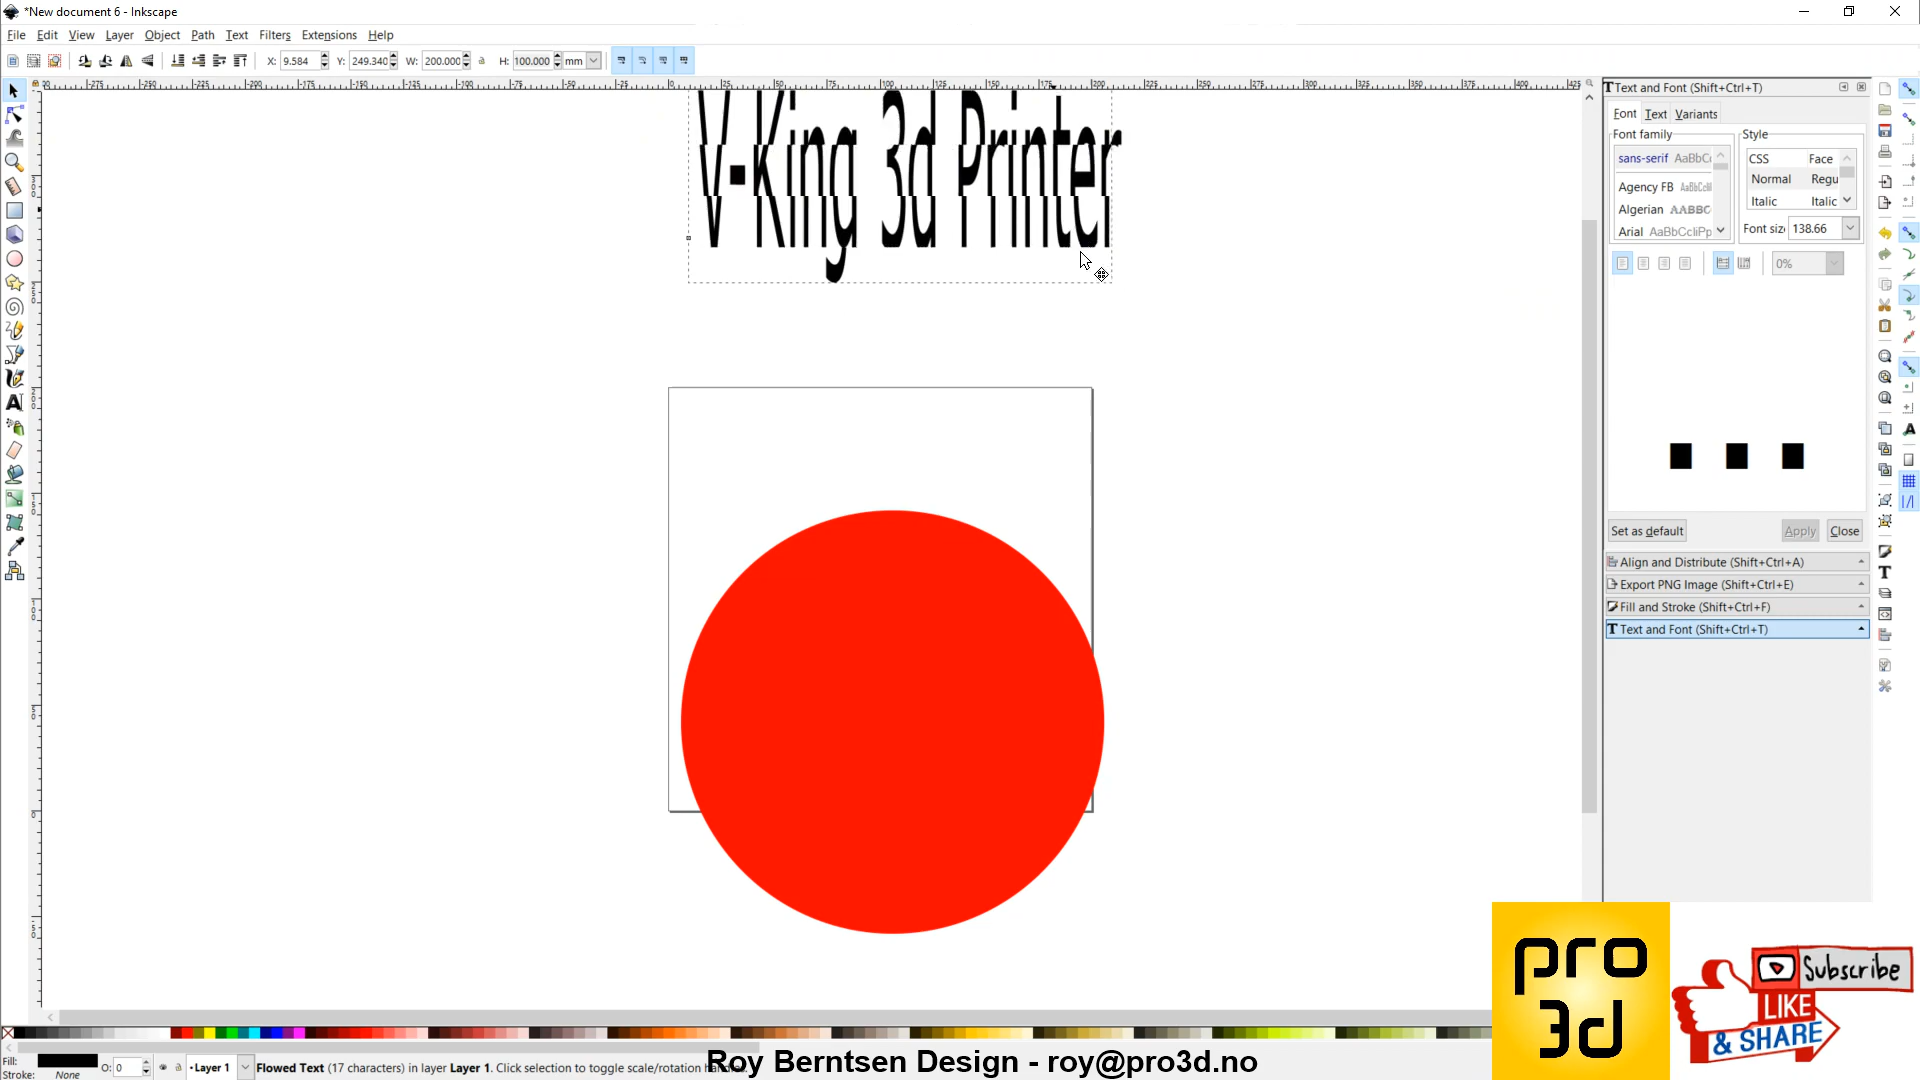 *New document 6 - Inkscape
File Edit View Layer Object Path Text Filters Extensions Help
X: 9.584 Y: 249.340 W: 200.000 H: 100.000 mm
V-King 3d Printer
Text and Font (Shift+Ctrl+T)
Font Text Variants
Font family Style
sans-serif AaBbC
CSS Face
Normal Regu
Italic Italic
Agency FB
Algerian AABBC
Arial AaBbCcIiPp
Font size 138.66
0%
Set as default Apply Close
Align and Distribute (Shift+Ctrl+A)
Export PNG Image (Shift+Ctrl+E)
Fill and Stroke (Shift+Ctrl+F)
Text and Font (Shift+Ctrl+T)
pro
3d
Subscribe
LIKE
& SHARE
Fill:
Stroke: None
O: 0
Layer 1
Flowed Text (17 characters) in layer Layer 1. Click selection to toggle scale/rotation
Roy Berntsen Design - roy@pro3d.no